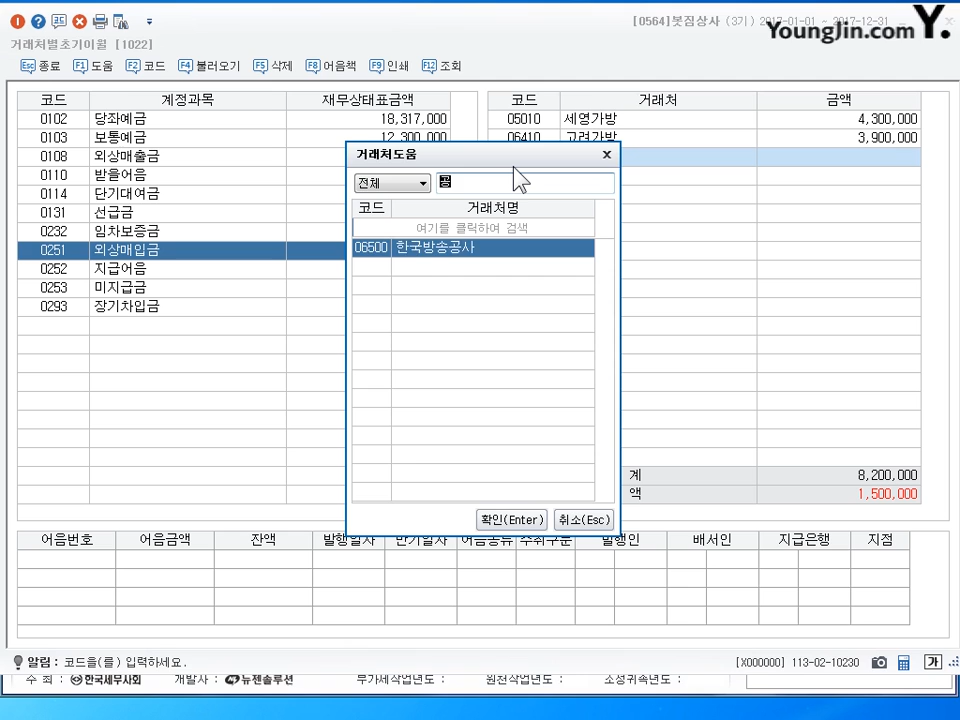 [0564]봇짐상사 (3기) 2017-01-01 ~ 2017-12-31
YoungJin.com Y.
거래처별초기이월 [1022]
Esc 종료 F1 도움 F2 코드 F4 불러오기 F5 삭제 F8 어음책 F9 인쇄 F12 조회
코드 계정과목 재무상태표금액 코드 거래처 금액
0102 당좌예금 18,317,000 05010 세영가방 4,300,000
0103 보통예금 12,300,000 06410 고려가방 3,900,000
0108 외상매출금
0110 받을어음
0114 단기대여금
0131 선급금
0232 임차보증금
0251 외상매입금
0252 지급어음
0253 미지급금
0293 장기차입금
거래처도움 x
전체 공
코드 거래처명
여기를 클릭하여 검색
06500 한국방송공사
확인(Enter) 취소(Esc)
계 8,200,000
액 1,500,000
어음번호 어음금액 잔액 발행일자 만기일자 어음종류 수취구분 발행인 배서인 지급은행 지점
알림 : 코드을(를) 입력하세요.
[X000000] 113-02-10230 가
주 최 : 한국세무사회 개발사 : 뉴젠솔루션 부가세작업년도 : 원천작업년도 : 소성귀속년도 :